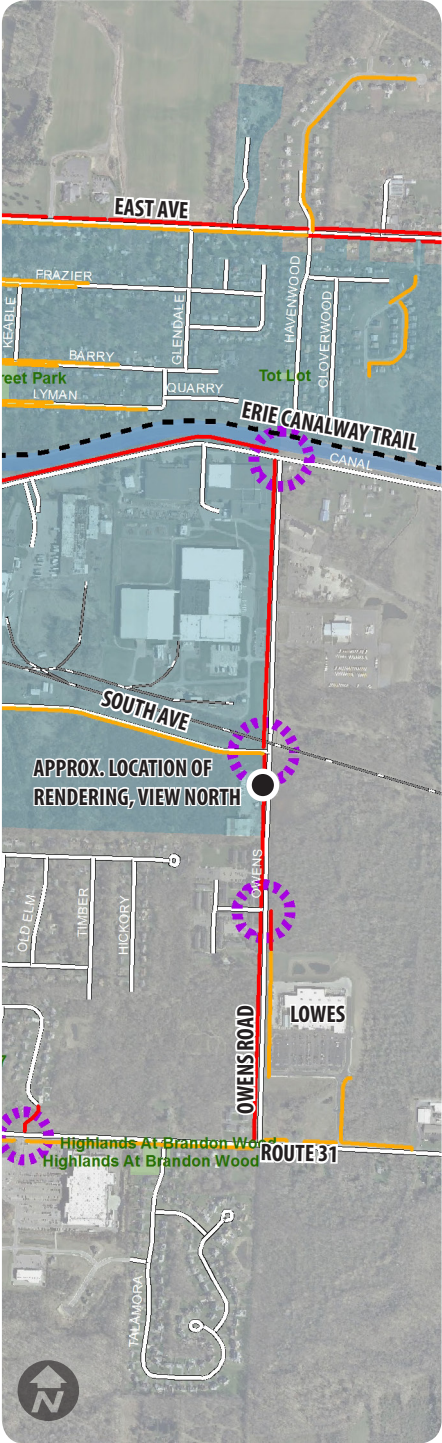 EAST AVE
FRAZIER
KEABLE
GLENDALE
HAVENWOOD
CLOVERWOOD
BARRY
reet Park
LYMAN
QUARRY
Tot Lot
ERIE CANALWAY TRAIL
CANAL
SOUTH AVE
APPROX. LOCATION OF
RENDERING, VIEW NORTH
OWENS
OLD ELM
TIMBER
HICKORY
LOWES
OWENS ROAD
Highlands At Brandon Wood
ROUTE 31
Highlands At Brandon Wood
TALAMORA
N